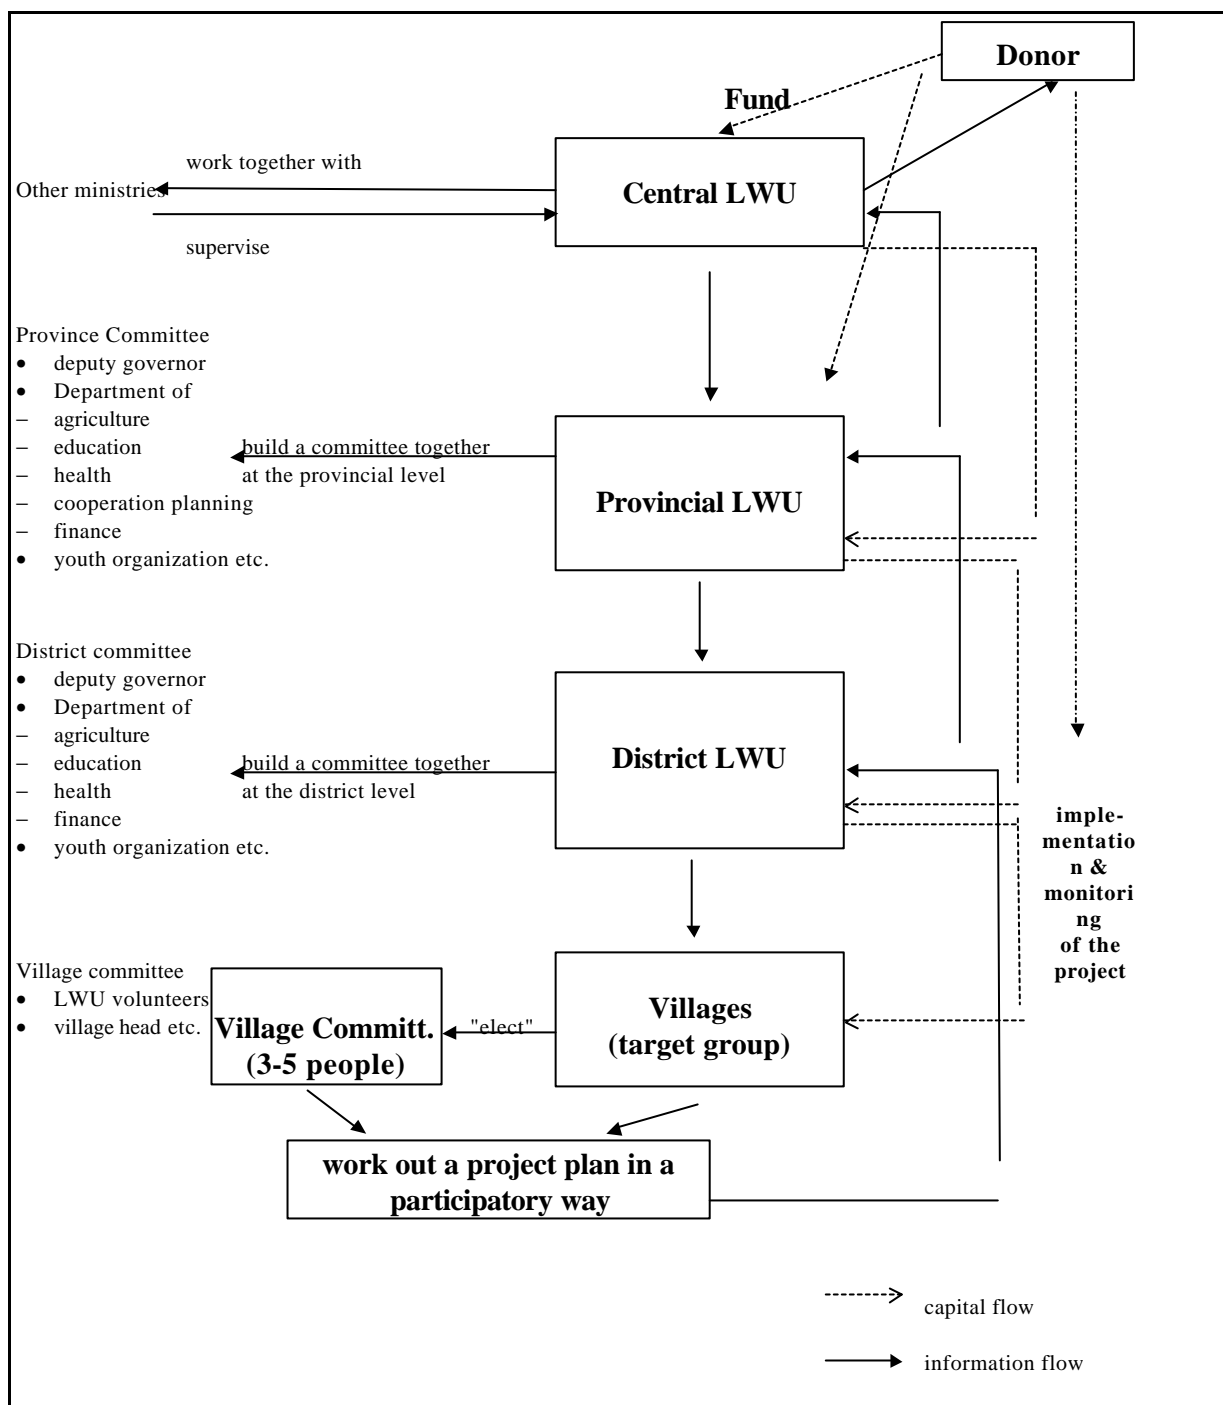 Donor
Fund
work together with
Other ministries
Central LWU
supervise
Province Committee
• deputy governor
• Department of
– agriculture
– education
– health
– cooperation planning
– finance
• youth organization etc.
build a committee together
at the provincial level
Provincial LWU
District committee
• deputy governor
• Department of
– agriculture
– education
– health
– finance
• youth organization etc.
build a committee together
at the district level
District LWU
imple-
mentatio
n &
monitori
ng
of the
project
Village committee
• LWU volunteers
• village head etc.
Village Committ.
(3-5 people)
"elect"
Villages
(target group)
work out a project plan in a
participatory way
capital flow
information flow